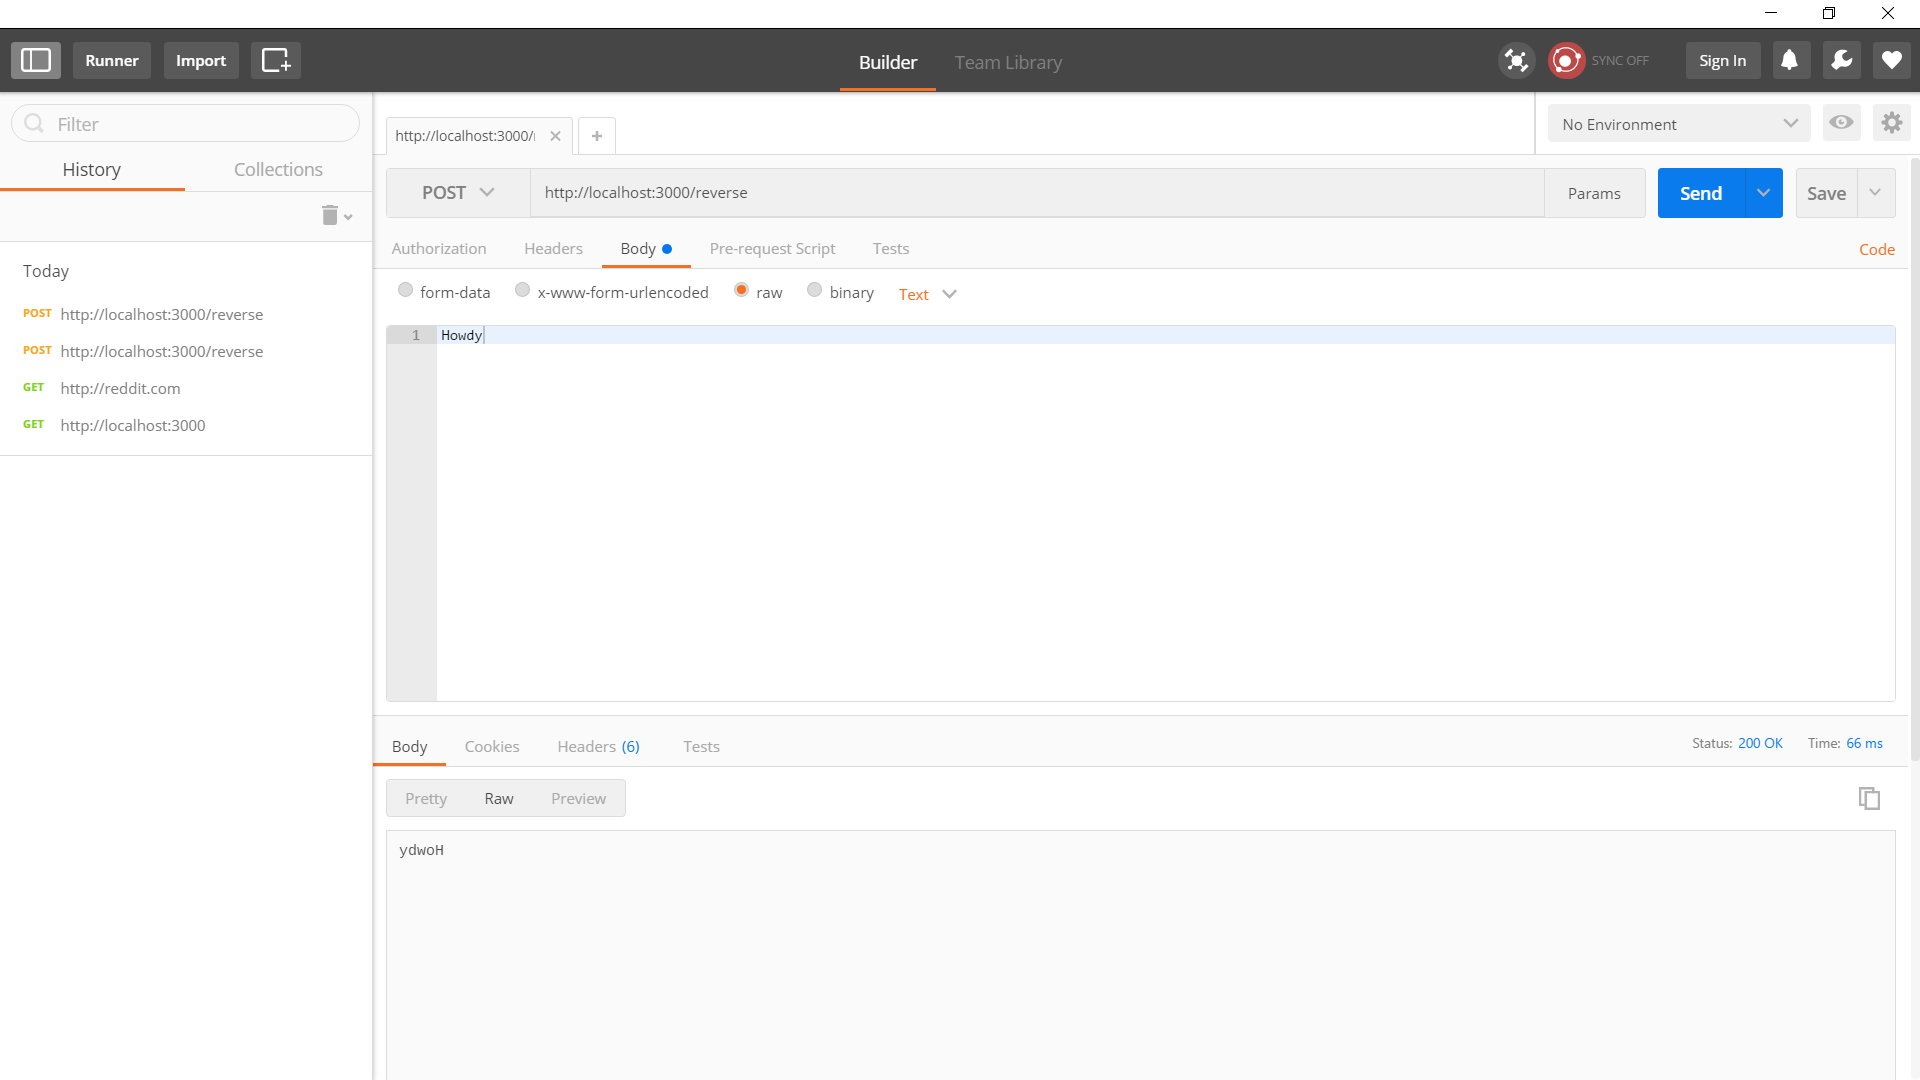 Runner Import Builder Team Library SYNC OFF Sign In
Filter
http://localhost:3000/ No Environment
History Collections
POST http://localhost:3000/reverse Params Send Save
Authorization Headers Body Pre-request Script Tests Code
Today
form-data x-www-form-urlencoded raw binary Text
POST http://localhost:3000/reverse
POST http://localhost:3000/reverse
GET http://reddit.com
GET http://localhost:3000
1 Howdy
Body Cookies Headers (6) Tests Status: 200 OK Time: 66 ms
Pretty Raw Preview
ydwoH